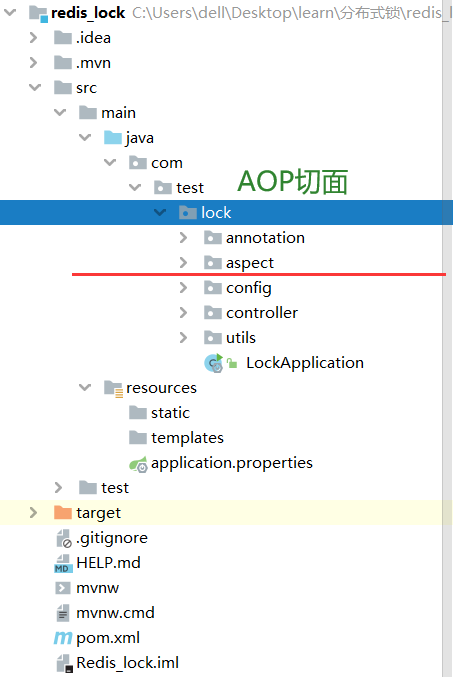 redis_lock C:\Users\dell\Desktop\learn\分布式锁\redis_l
.idea
.mvn
src
main
java
com
test
AOP切面
lock
annotation
aspect
config
controller
utils
LockApplication
resources
static
templates
application.properties
test
target
.gitignore
HELP.md
mvnw
mvnw.cmd
pom.xml
Redis_lock.iml